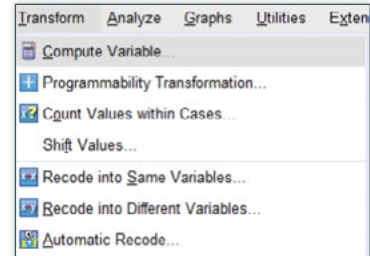 Transform Analyze Graphs Utilities Exten
Compute Variable...
Programmability Transformation...
Count Values within Cases...
Shift Values...
Recode into Same Variables...
Recode into Different Variables...
Automatic Recode...